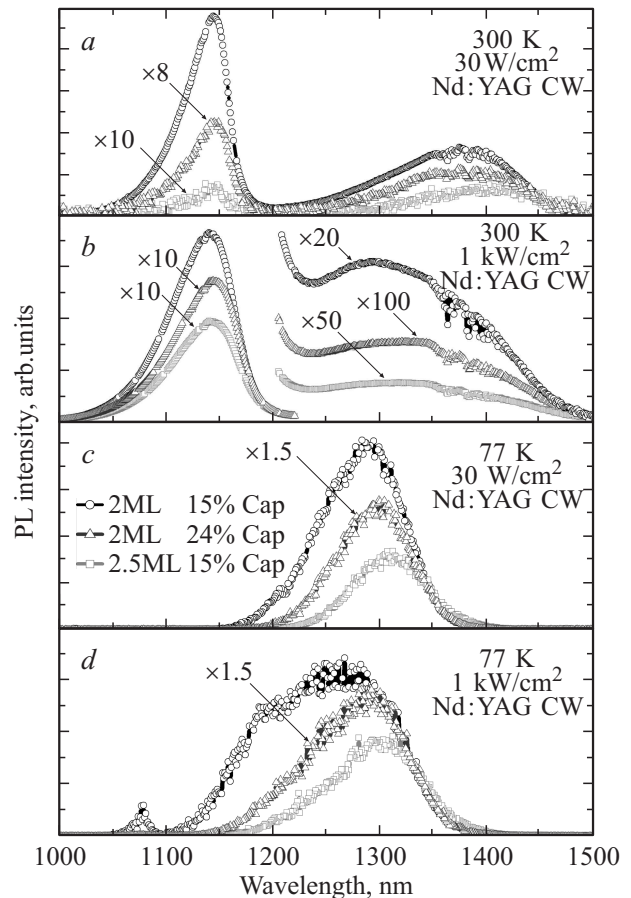 a
300 K
30 W/cm2
Nd:YAG CW
×8
×10
b
300 K
1 kW/cm2
Nd:YAG CW
×10
×10
×20
×100
×50
c
77 K
30 W/cm2
Nd:YAG CW
×1.5
2ML 15% Cap
2ML 24% Cap
2.5ML 15% Cap
d
77 K
1 kW/cm2
Nd:YAG CW
×1.5
PL intensity, arb.units
1000 1100 1200 1300 1400 1500
Wavelength, nm